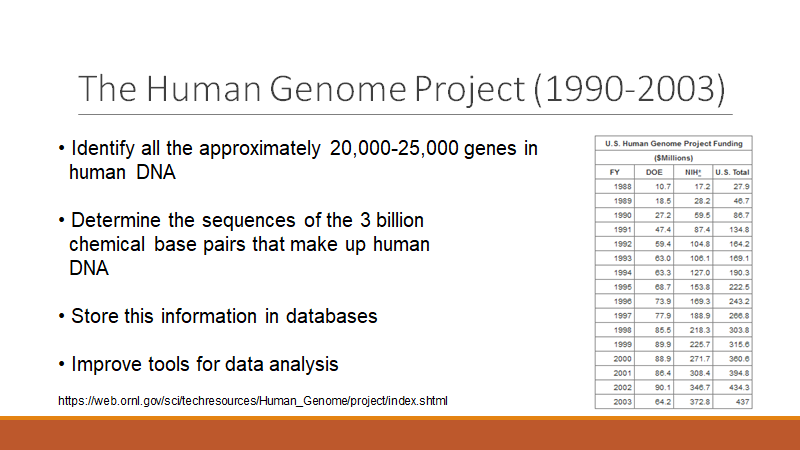 The Human Genome Project (1990-2003)
• Identify all the approximately 20,000-25,000 genes in
human DNA
• Determine the sequences of the 3 billion
chemical base pairs that make up human
DNA
• Store this information in databases
• Improve tools for data analysis
https://web.ornl.gov/sci/techresources/Human_Genome/project/index.shtml
U.S. Human Genome Project Funding
($Millions)
FY DOE NIH* U.S. Total
1988 10.7 17.2 27.9
1989 18.5 28.2 46.7
1990 27.2 59.5 86.7
1991 47.4 87.4 134.8
1992 59.4 104.8 164.2
1993 63.0 106.1 169.1
1994 63.3 127.0 190.3
1995 68.7 153.8 222.5
1996 73.9 169.3 243.2
1997 77.9 188.9 266.8
1998 85.5 218.3 303.8
1999 89.9 225.7 315.6
2000 88.9 271.7 360.6
2001 86.4 308.4 394.8
2002 90.1 346.7 434.3
2003 64.2 372.8 437